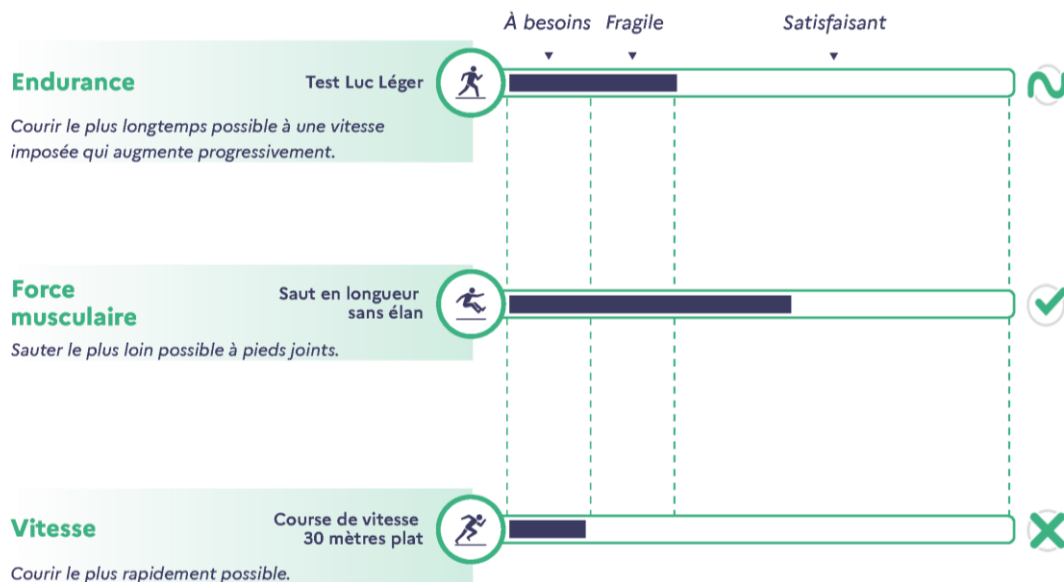 À besoins Fragile Satisfaisant
Endurance
Test Luc Léger
Courir le plus longtemps possible à une vitesse
imposée qui augmente progressivement.
Force
musculaire
Saut en longueur
sans élan
Sauter le plus loin possible à pieds joints.
Vitesse
Course de vitesse
30 mètres plat
Courir le plus rapidement possible.